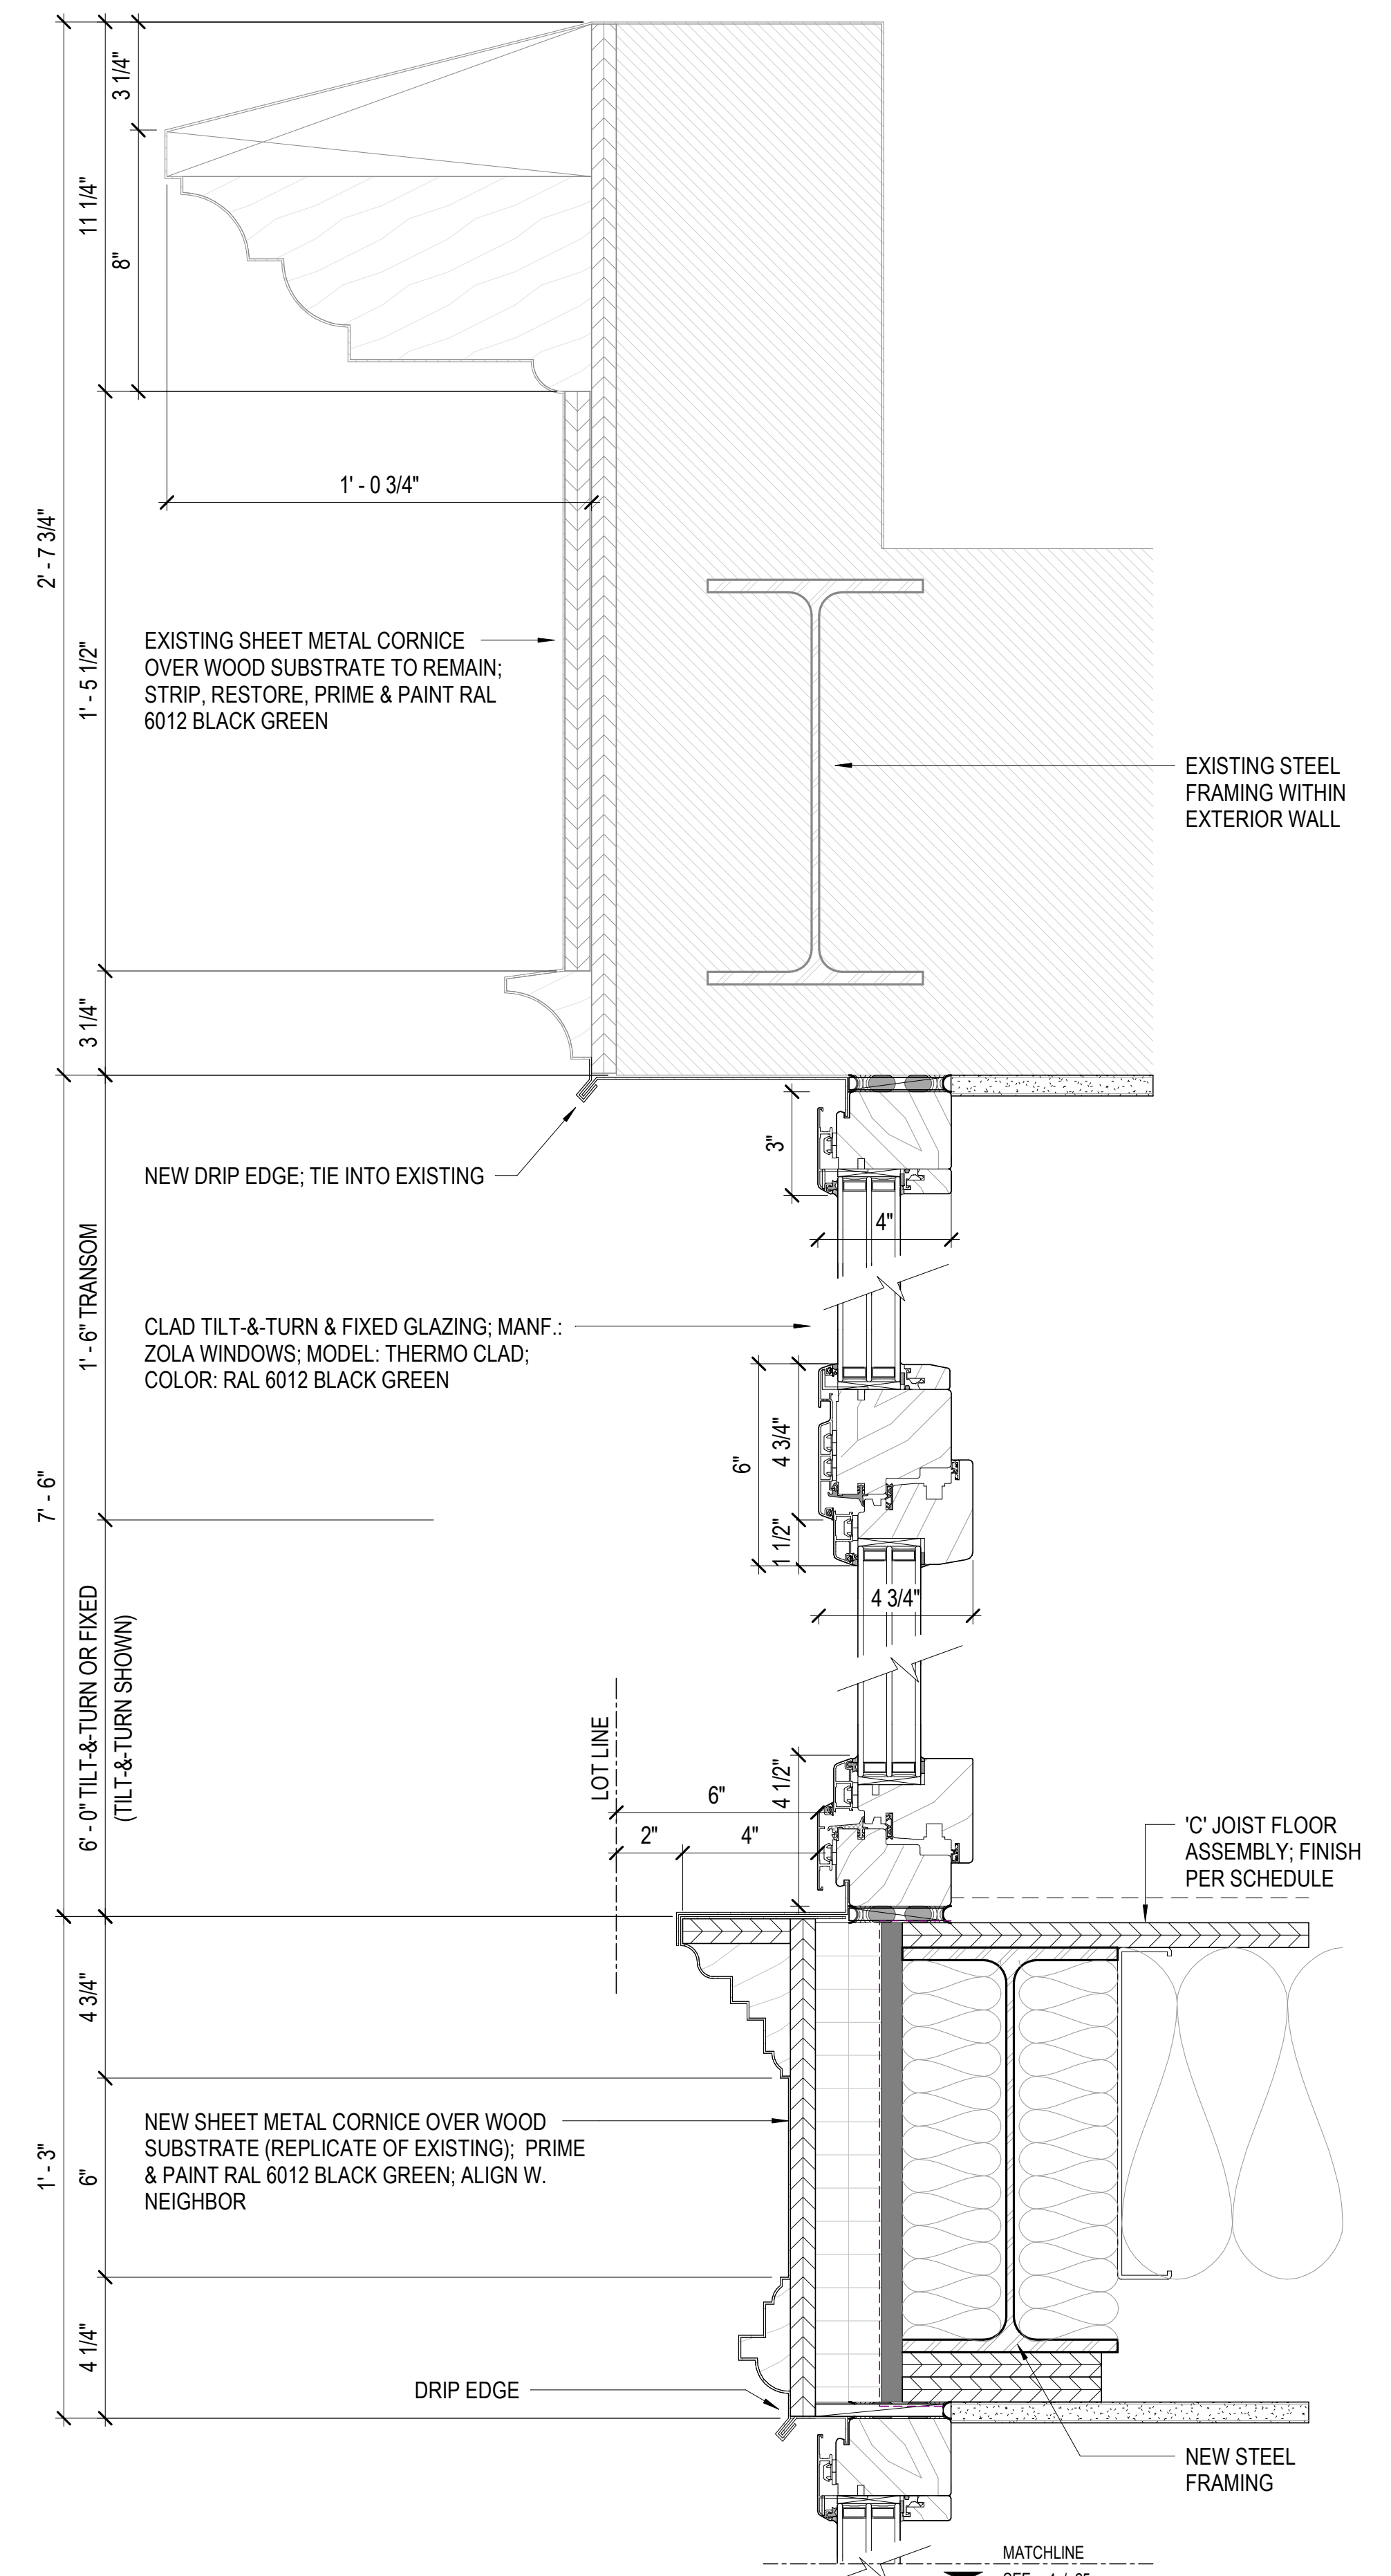 3 1/4"
11 1/4"
8"
1' - 0 3/4"
2' - 7 3/4"
EXISTING SHEET METAL CORNICE
OVER WOOD SUBSTRATE TO REMAIN;
STRIP, RESTORE, PRIME & PAINT RAL
6012 BLACK GREEN
1' - 5 1/2"
EXISTING STEEL
FRAMING WITHIN
EXTERIOR WALL
3 1/4"
3"
NEW DRIP EDGE; TIE INTO EXISTING
4"
1' - 6" TRANSOM
CLAD TILT-&-TURN & FIXED GLAZING; MANF.:
ZOLA WINDOWS; MODEL: THERMO CLAD;
COLOR: RAL 6012 BLACK GREEN
4 3/4"
6"
7' - 6"
1 1/2"
4 3/4"
6' - 0" TILT-&-TURN OR FIXED
(TILT-&-TURN SHOWN)
LOT LINE
4 1/2"
6"
2"
4"
'C' JOIST FLOOR
ASSEMBLY; FINISH
PER SCHEDULE
4 3/4"
NEW SHEET METAL CORNICE OVER WOOD
SUBSTRATE (REPLICATE OF EXISTING); PRIME
& PAINT RAL 6012 BLACK GREEN; ALIGN W.
NEIGHBOR
1' - 3"
6"
4 1/4"
DRIP EDGE
NEW STEEL
FRAMING
MATCHLINE